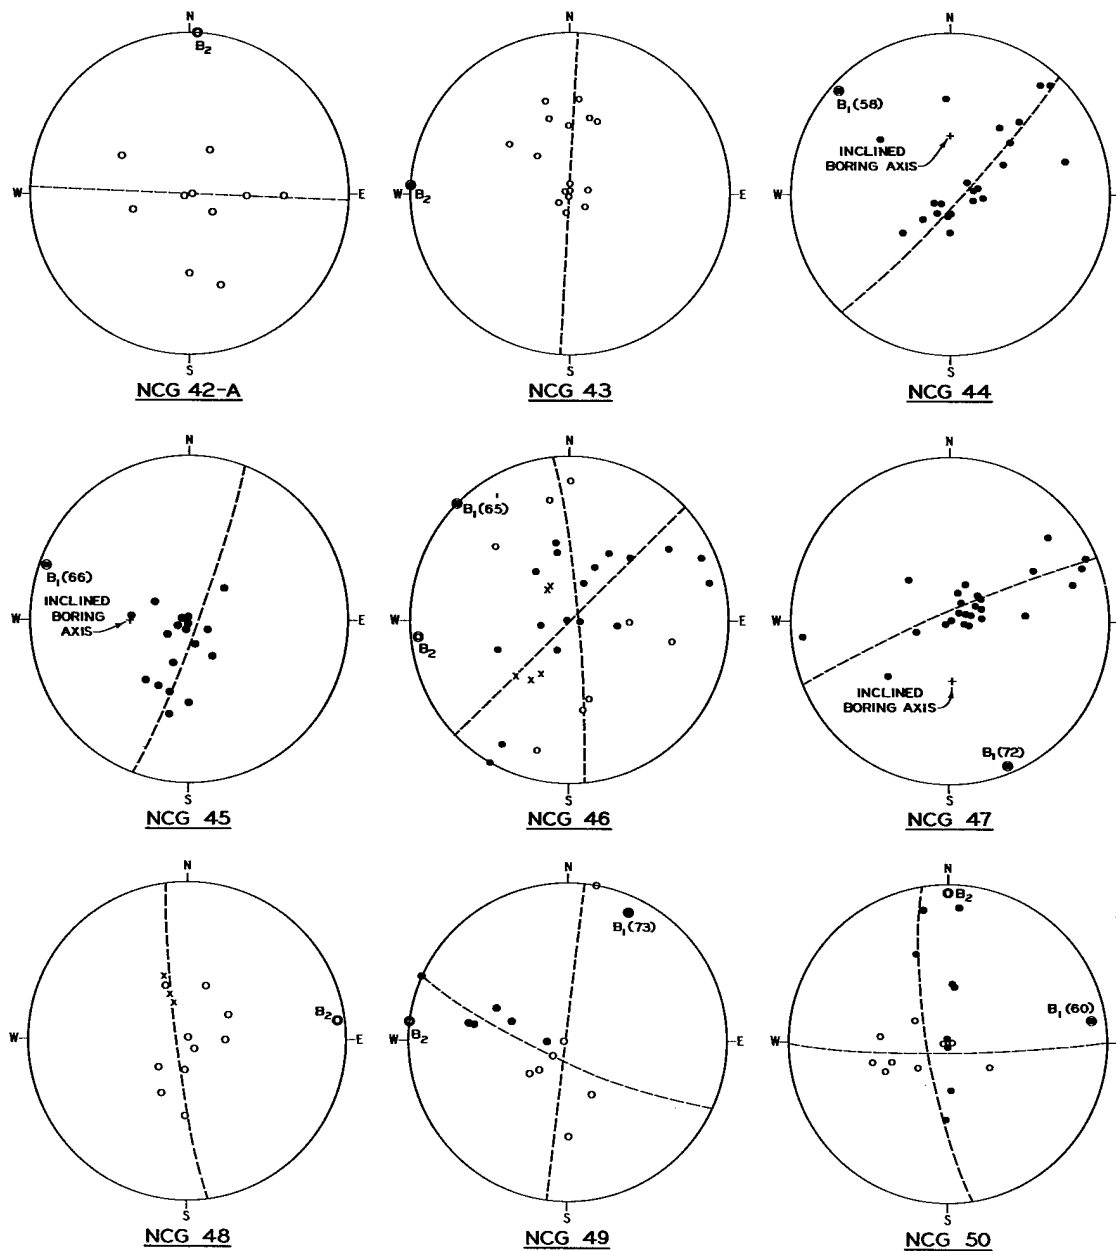 N
B2
W
E
S
NCG 42-A
N
W
B2
E
S
NCG 43
N
B1(58)
INCLINED
BORING AXIS
W
S
NCG 44
N
B1(66)
INCLINED
BORING
AXIS
W
E
S
NCG 45
N
B1(65)
W
E
B2
S
NCG 46
N
W
INCLINED
BORING AXIS
B1(72)
S
NCG 47
N
B2
W
E
S
NCG 48
N
B1(73)
B2
W
E
S
NCG 49
N
B2
B1(60)
W
S
NCG 50